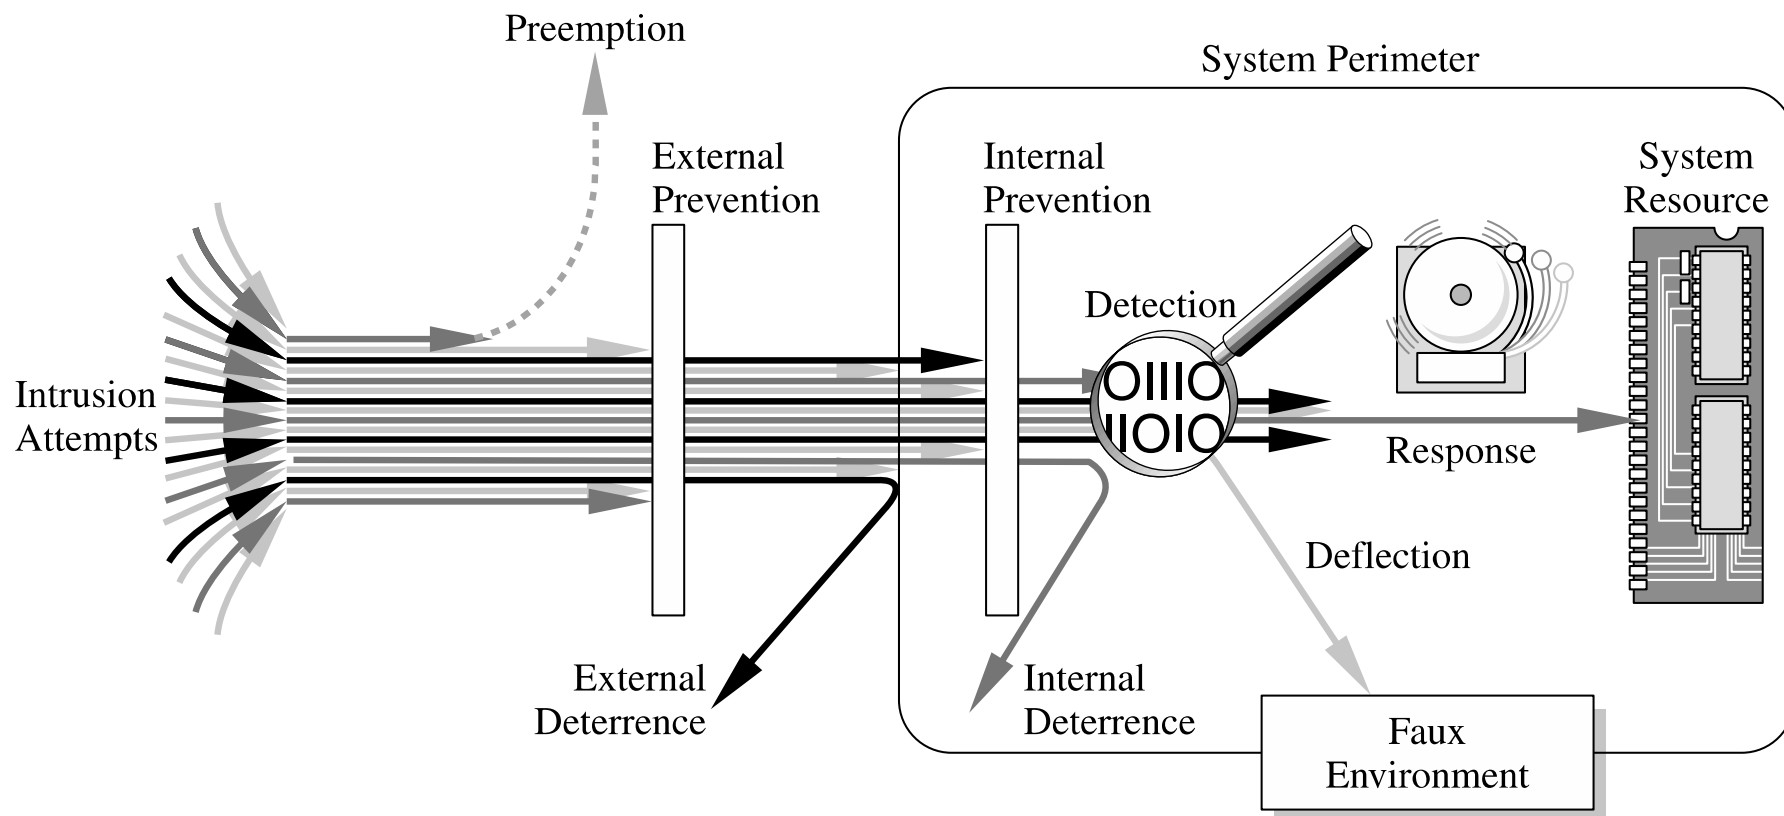 Preemption
System Perimeter
External
Prevention
Internal
Prevention
System
Resource
Detection
Intrusion
Attempts
OIIIO
IIOIO
Response
Deflection
External
Deterrence
Internal
Deterrence
Faux
Environment